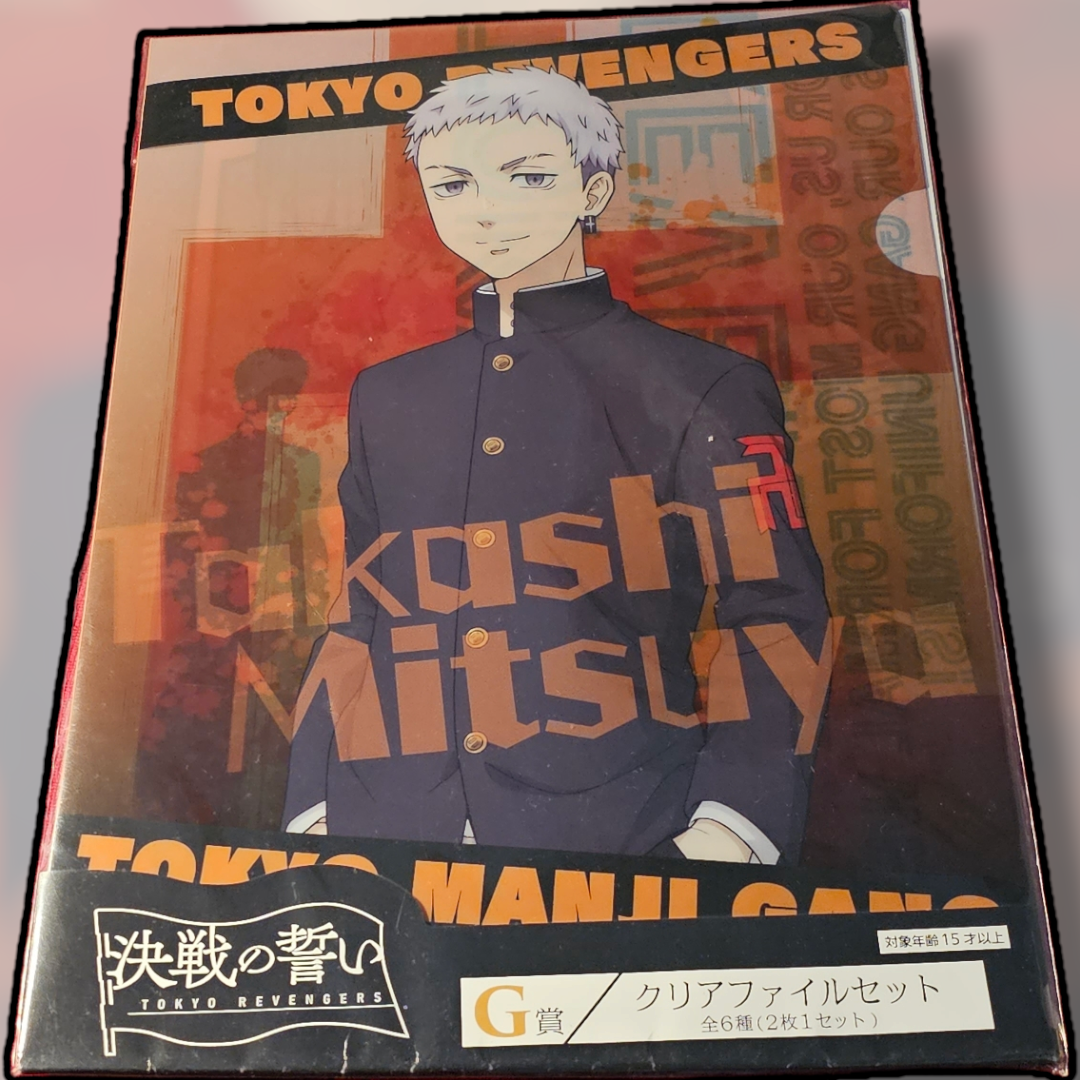 TOKYO REVENGERS
Takashi
Mitsuy
TOKYO MANJI GANG
決戦の誓い
TOKYO REVENGERS
対象年齢15才以上
G賞
クリアファイルセット
全6種(2枚1セット)